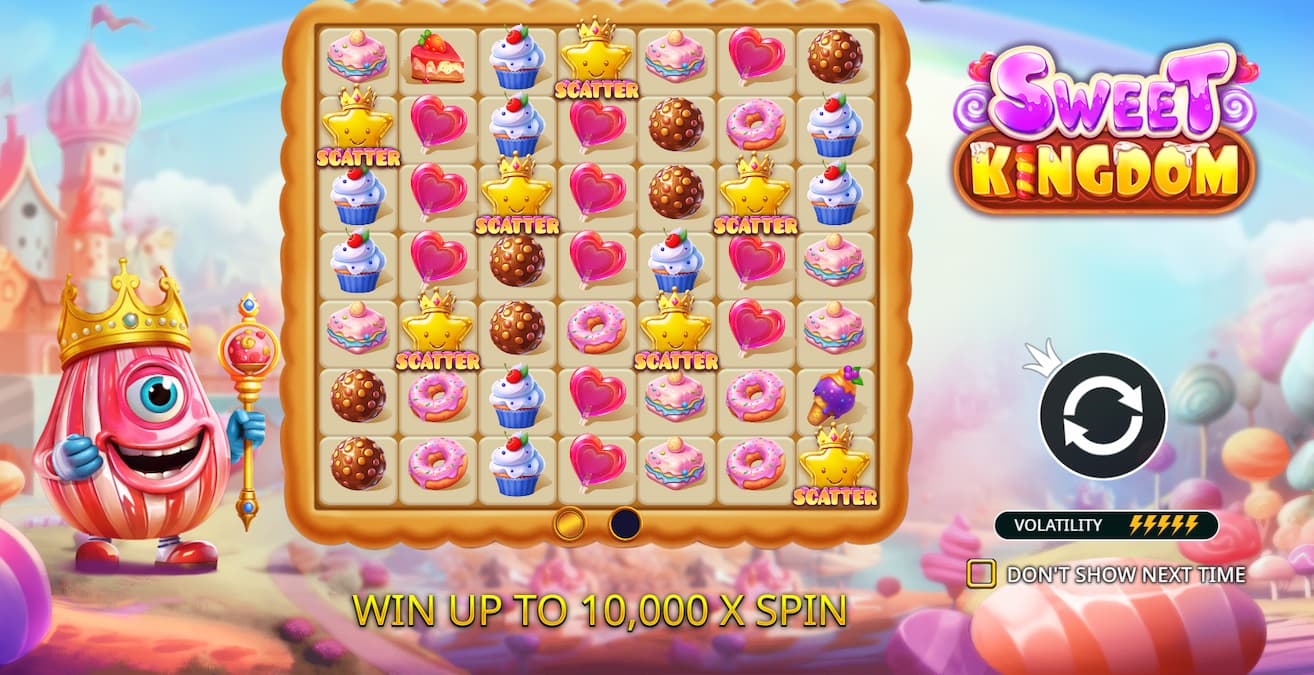 SCATTER
SCATTER
SCATTER
SCATTER
SCATTER
SCATTER
SCATTER
SWEET
KINGDOM
VOLATILITY
DON'T SHOW NEXT TIME
WIN UP TO 10,000 X SPIN